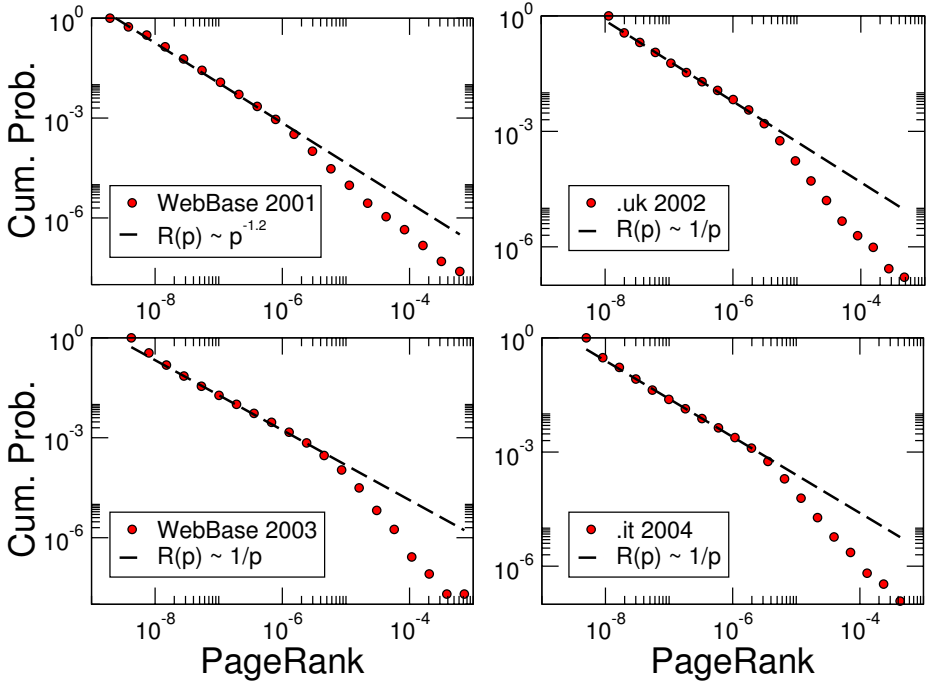 Cum. Prob.
10^0
10^-3
10^-6
WebBase 2001
R(p) ~ p^-1.2
10^-8
10^-6
10^-4
10^0
10^-3
10^-6
.uk 2002
R(p) ~ 1/p
10^-8
10^-6
10^-4
Cum. Prob.
10^0
10^-3
10^-6
WebBase 2003
R(p) ~ 1/p
10^-8
10^-6
10^-4
PageRank
10^0
10^-3
10^-6
.it 2004
R(p) ~ 1/p
10^-8
10^-6
10^-4
PageRank